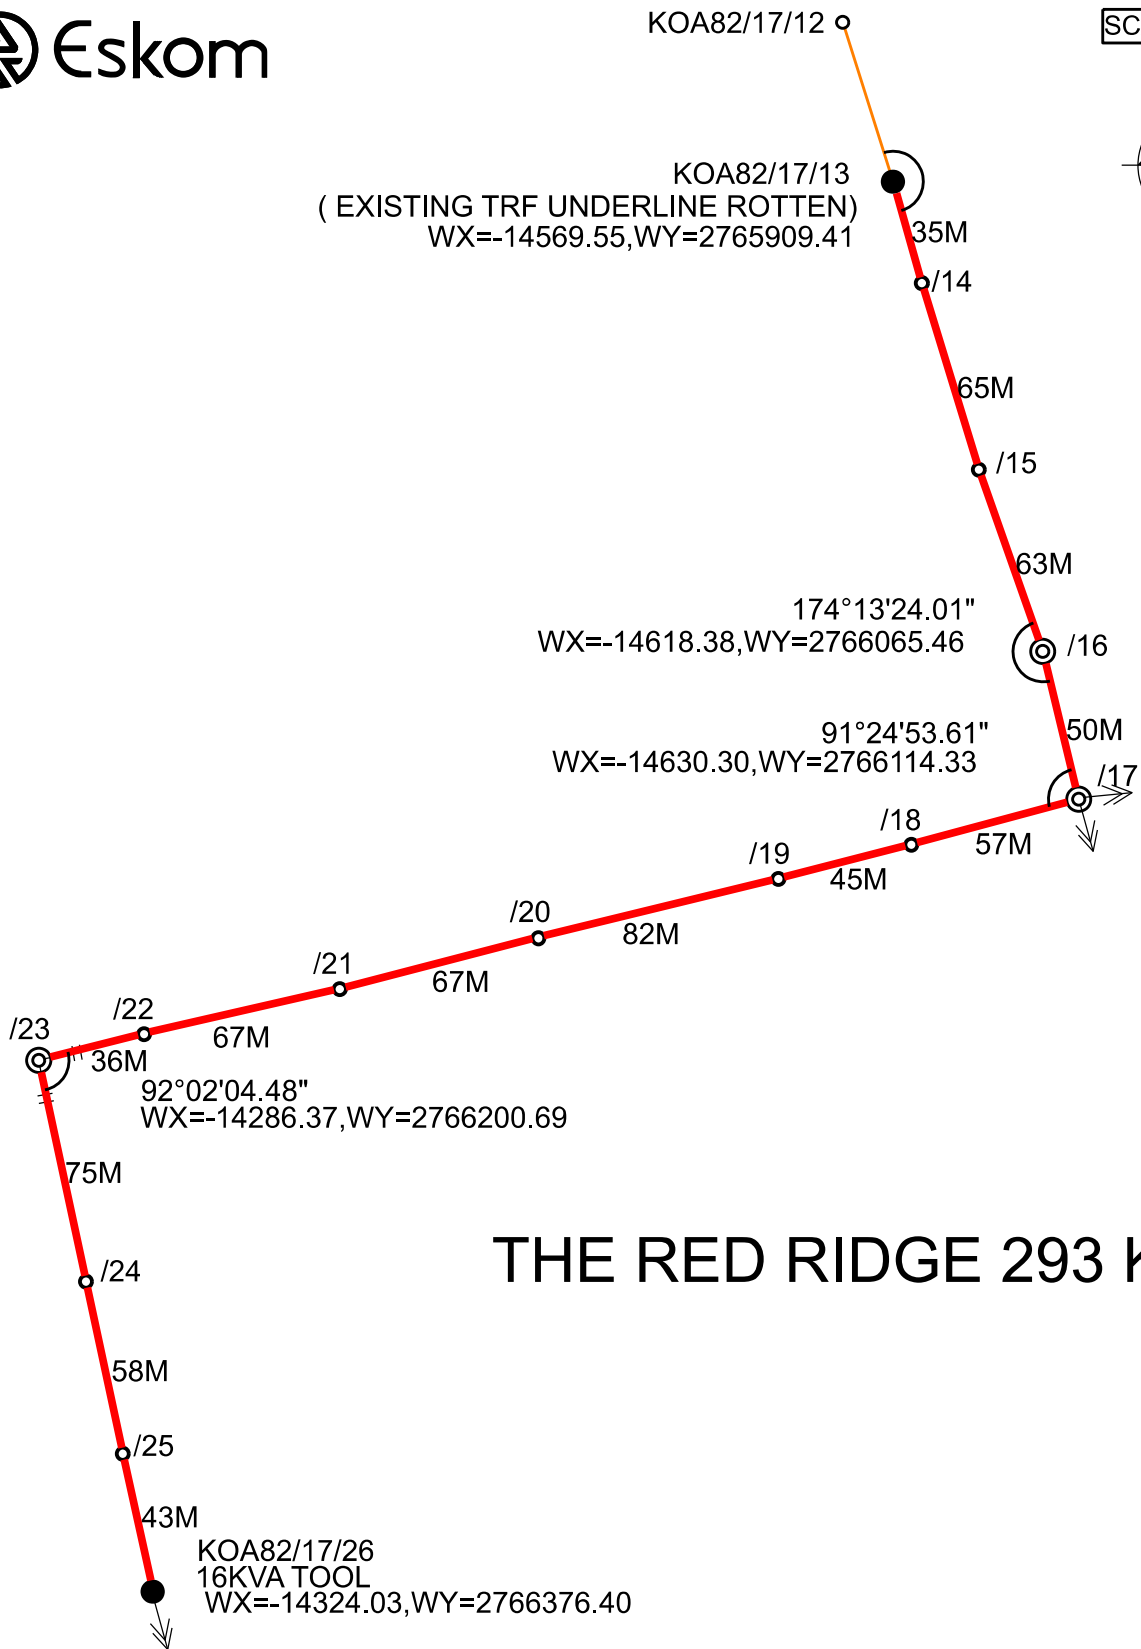 Eskom
KOA82/17/12
SC
KOA82/17/13
( EXISTING TRF UNDERLINE ROTTEN)
WX=-14569.55,WY=2765909.41
35M
/14
65M
/15
63M
174°13'24.01"
WX=-14618.38,WY=2766065.46
/16
50M
91°24'53.61"
WX=-14630.30,WY=2766114.33
/17
/18
57M
/19
45M
/20
82M
/21
67M
/22
67M
/23
36M
92°02'04.48"
WX=-14286.37,WY=2766200.69
75M
THE RED RIDGE 293 K
/24
58M
/25
43M
KOA82/17/26
16KVA TOOL
WX=-14324.03,WY=2766376.40